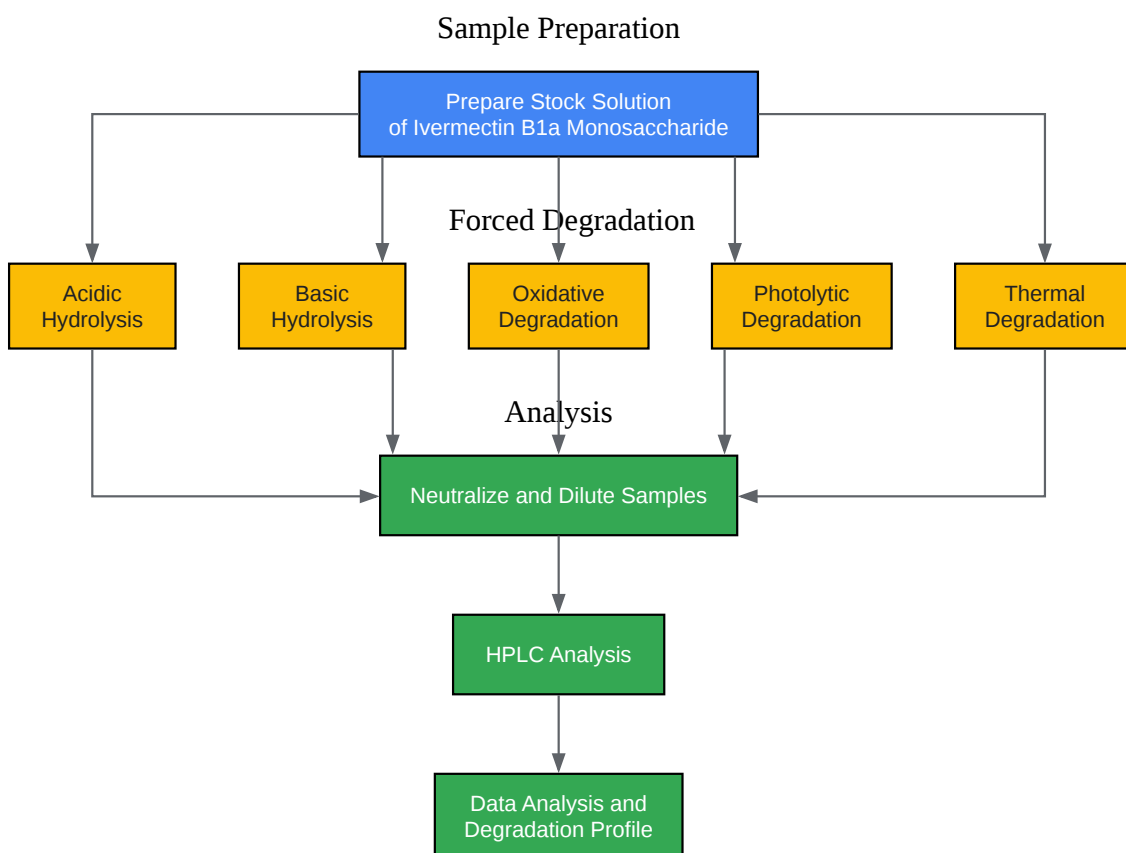 Sample Preparation
Prepare Stock Solution
of Ivermectin B1a Monosaccharide
Forced Degradation
Acidic
Hydrolysis
Basic
Hydrolysis
Oxidative
Degradation
Photolytic
Degradation
Thermal
Degradation
Analysis
Neutralize and Dilute Samples
HPLC Analysis
Data Analysis and
Degradation Profile